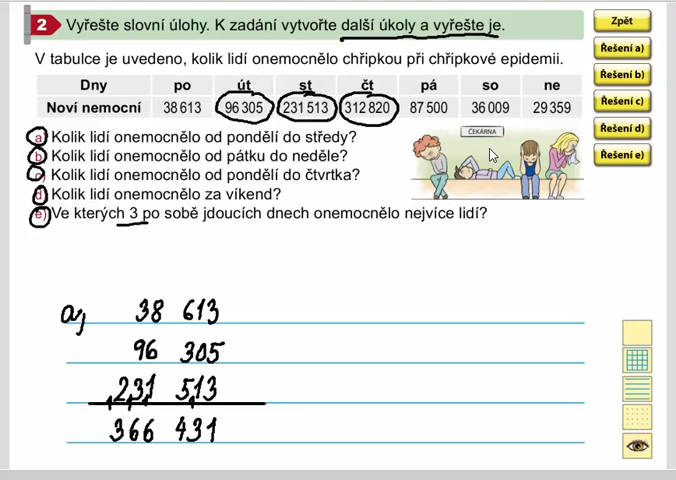 2 Vyřešte slovní úlohy. K zadání vytvořte další úkoly a vyřešte je.
V tabulce je uvedeno, kolik lidí onemocnělo chřipkou při chřipkové epidemii.
Dny po út st čt pá so ne
Noví nemocní 38 613 96 305 231 513 312 820 87 500 36 009 29 359
a) Kolik lidí onemocnělo od pondělí do středy?
b) Kolik lidí onemocnělo od pátku do neděle?
c) Kolik lidí onemocnělo od pondělí do čtvrtka?
d) Kolik lidí onemocnělo za víkend?
e) Ve kterých 3 po sobě jdoucích dnech onemocnělo nejvíce lidí?
ČEKÁRNA
Zpět
Řešení a)
Řešení b)
Řešení c)
Řešení d)
Řešení e)
a) 38 613
96 305
231 513
366 431